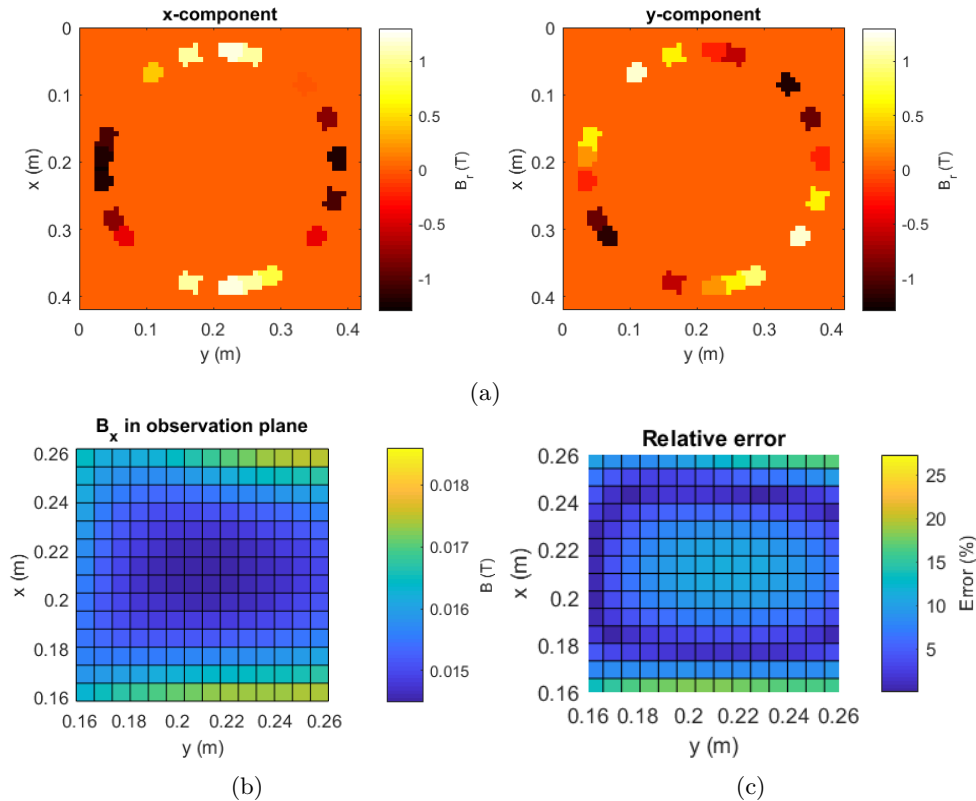 x-component
0
0.1
0.2
0.3
0.4
x (m)
0 0.1 0.2 0.3 0.4
y (m)
1
0.5
0
-0.5
-1
B_r (T)
y-component
0
0.1
0.2
0.3
0.4
x (m)
0 0.1 0.2 0.3 0.4
y (m)
1
0.5
0
-0.5
-1
B_r (T)
(a)
B_x in observation plane
0.26
0.24
0.22
0.2
0.18
0.16
x (m)
0.16 0.18 0.2 0.22 0.24 0.26
y (m)
0.018
0.017
0.016
0.015
B (T)
(b)
Relative error
0.26
0.24
0.22
0.2
0.18
0.16
x (m)
0.16 0.18 0.2 0.22 0.24 0.26
y (m)
25
20
15
10
5
Error (%)
(c)